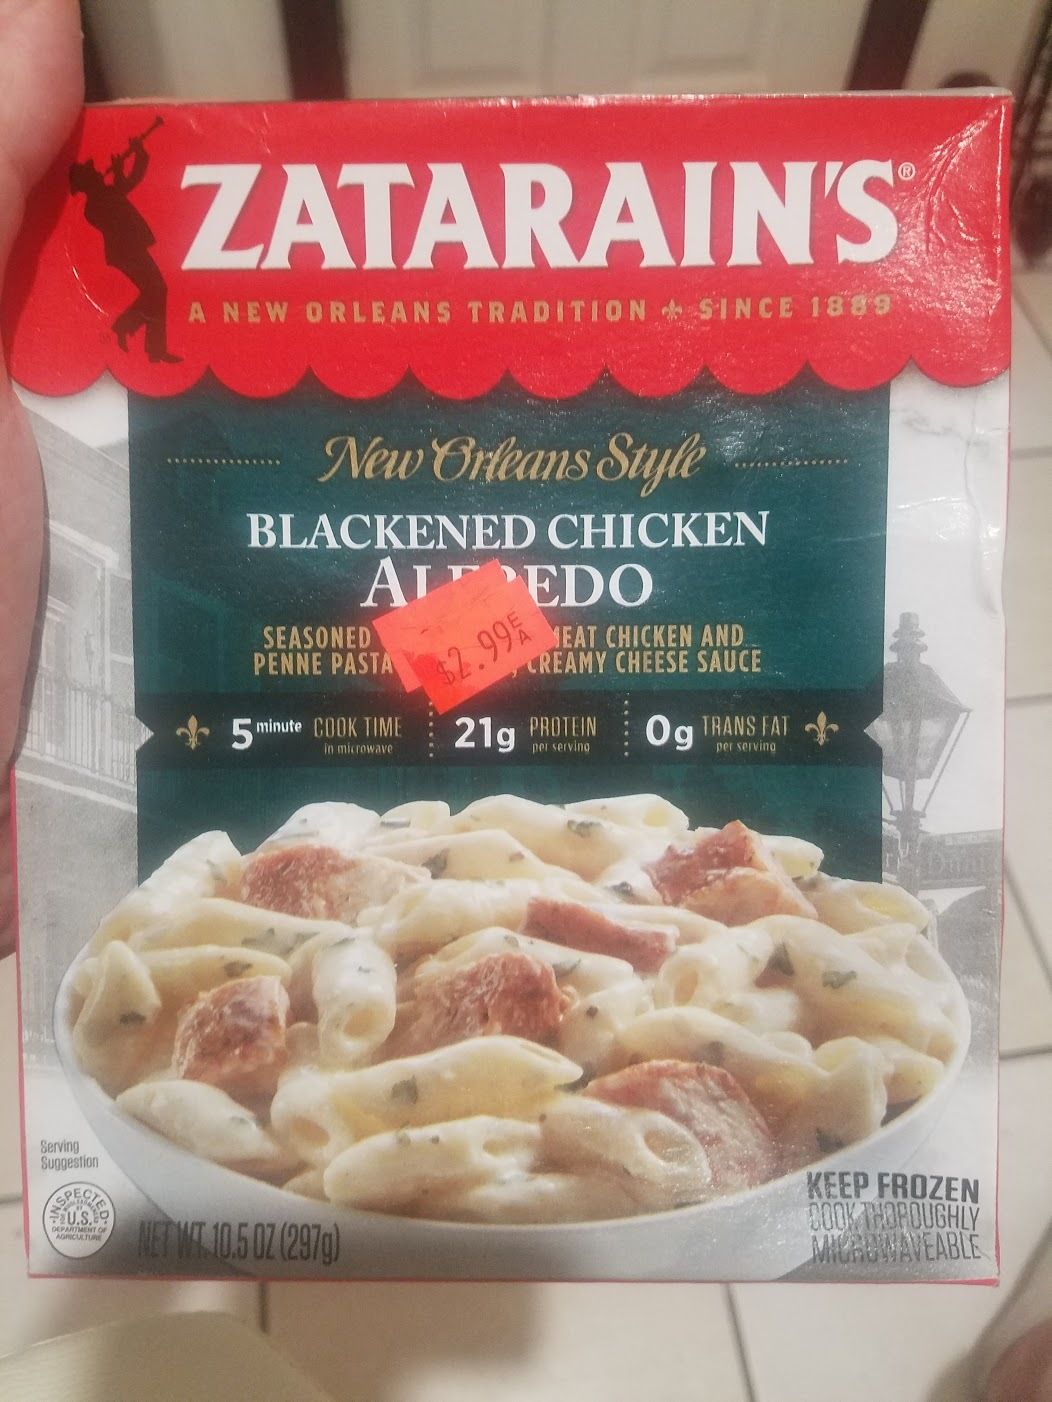 ZATARAIN'S®
A NEW ORLEANS TRADITION SINCE 1889
New Orleans Style
BLACKENED CHICKEN
AL EDO
$2.99 EA
SEASONED EAT CHICKEN AND
PENNE PASTA CREAMY CHEESE SAUCE
5 minute COOK TIME in microwave
21g PROTEIN per serving
0g TRANS FAT per serving
Serving
Suggestion
INSPECTED
U.S.
DEPARTMENT OF
AGRICULTURE
NET WT. 10.5 OZ (297g)
KEEP FROZEN
COOK THOROUGHLY
MICROWAVEABLE